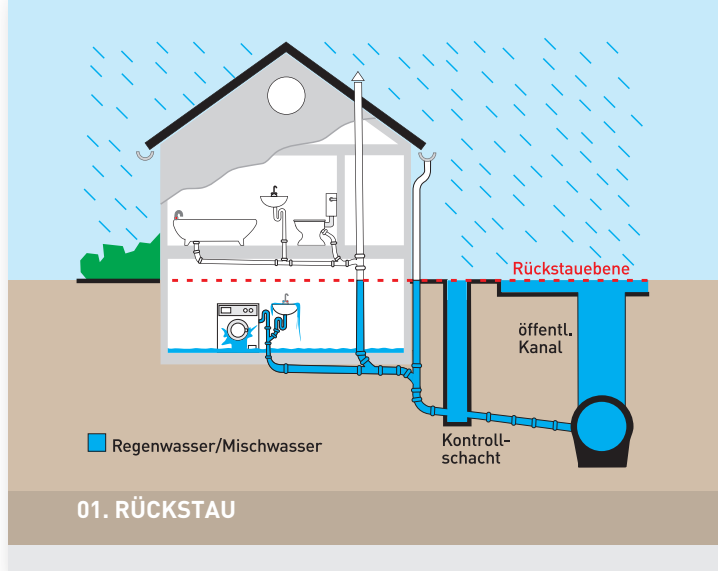 Rückstauebene
öffentl.
Kanal
Kontroll-
schacht
Regenwasser/Mischwasser
01. RÜCKSTAU